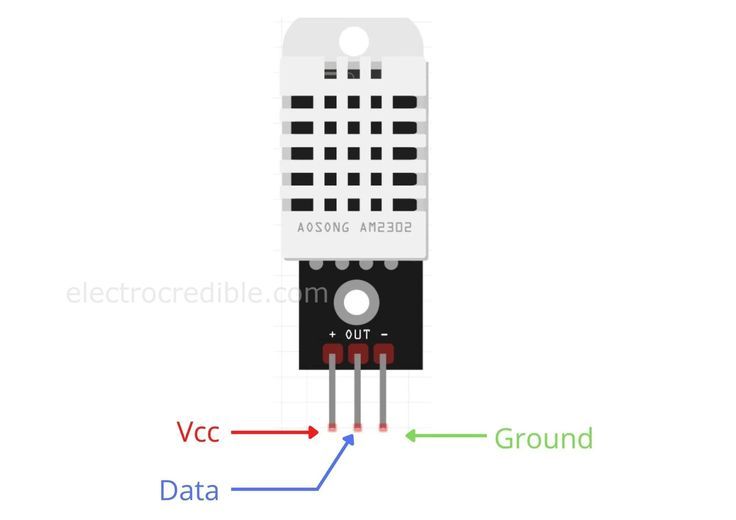 AOSONG AM2302
electrocredible.com
+ OUT -
Vcc
Ground
Data